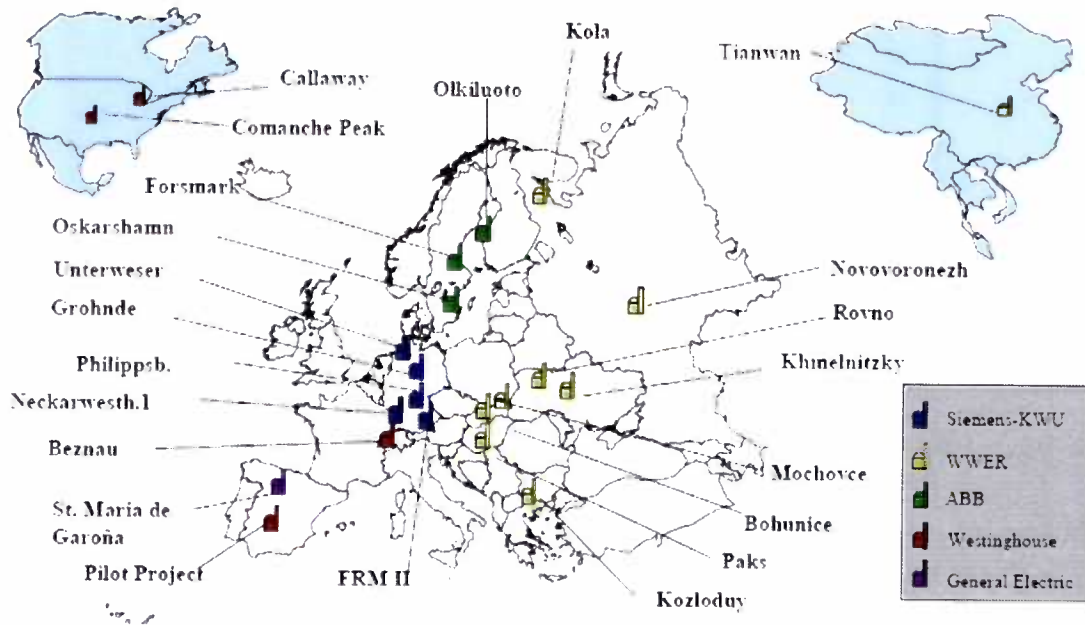 Kola
Tianwan
Callaway
Olkiluoto
Comanche Peak
Forsmark
Oskarshamn
Unterweser
Novovoronezh
Grohnde
Rovno
Philippsb.
Khmelnitzky
Neckarwesth.1
Siemens-KWU
Beznau
WWER
Mochovce
ABB
St. Maria de
Garoña
Bohunice
Westinghouse
Paks
Pilot Project
FRM II
General Electric
Kozloduy